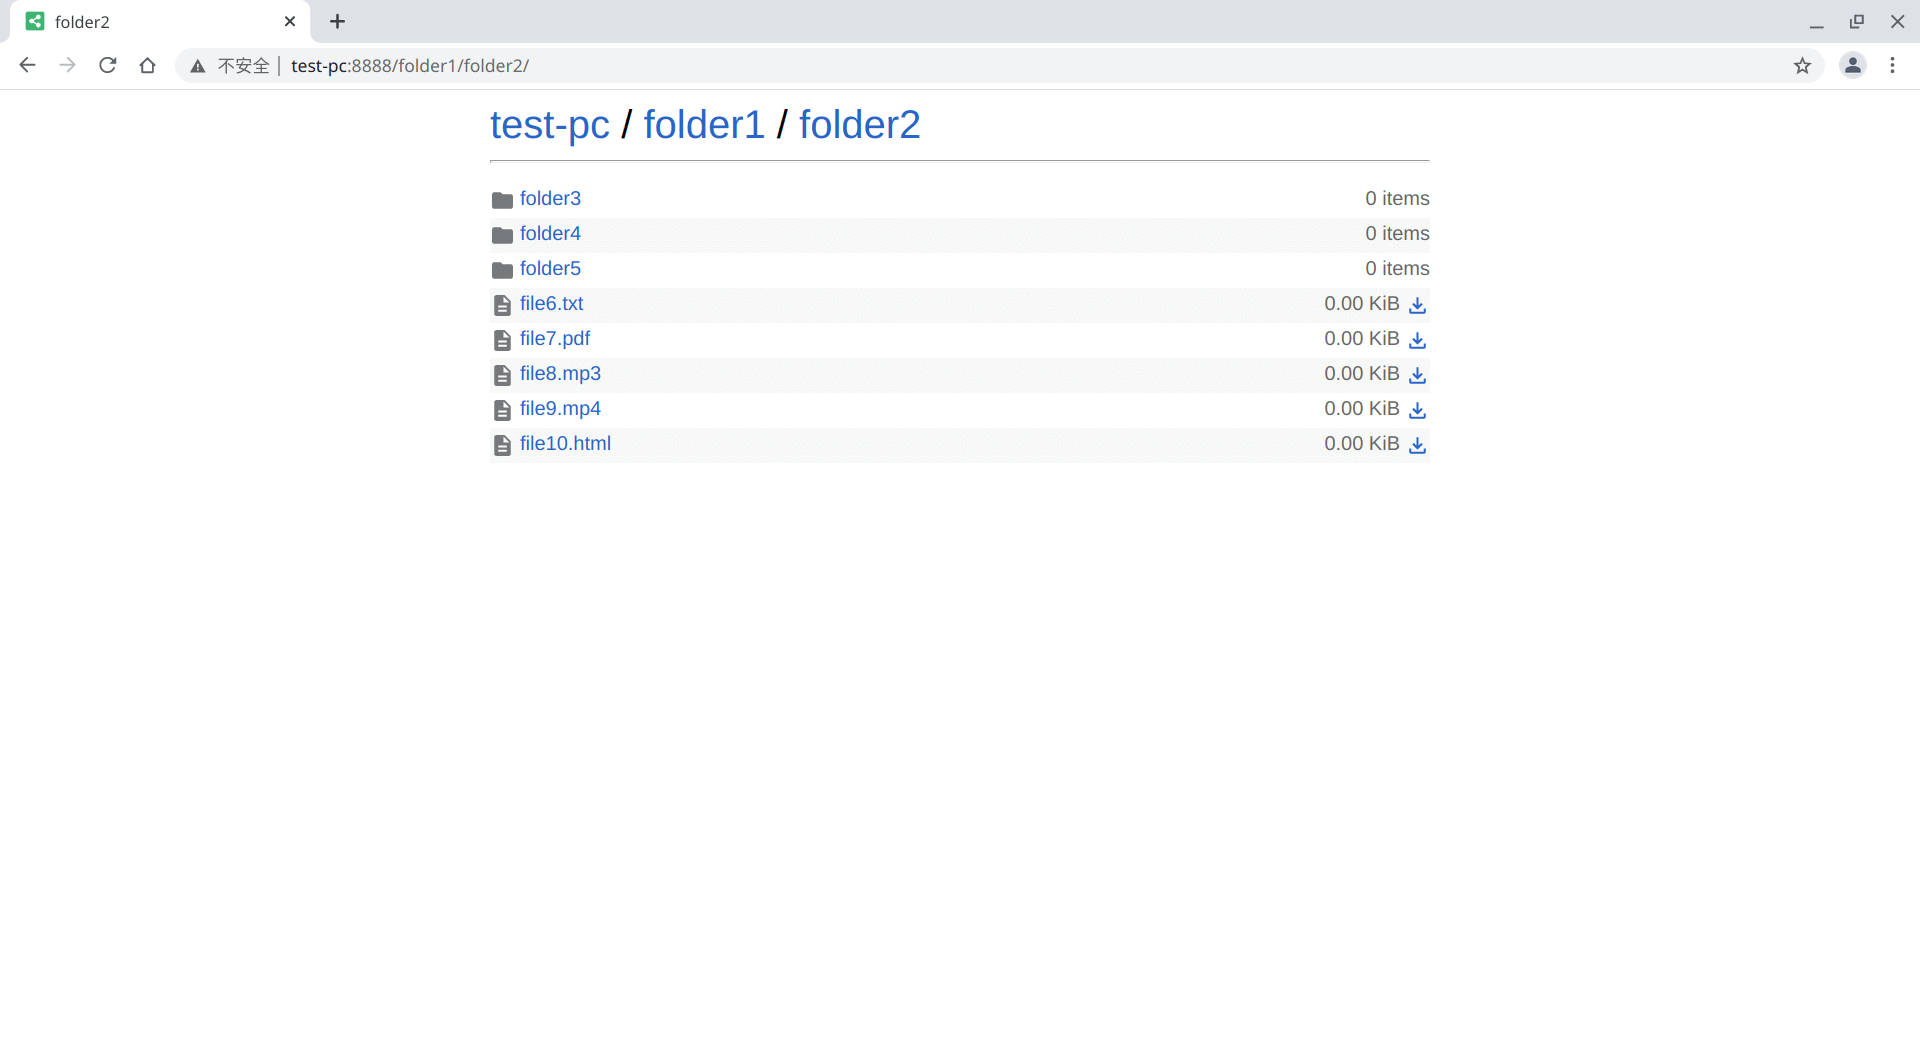 folder2
不安全 | test-pc:8888/folder1/folder2/
test-pc / folder1 / folder2
folder3 0 items
folder4 0 items
folder5 0 items
file6.txt 0.00 KiB
file7.pdf 0.00 KiB
file8.mp3 0.00 KiB
file9.mp4 0.00 KiB
file10.html 0.00 KiB